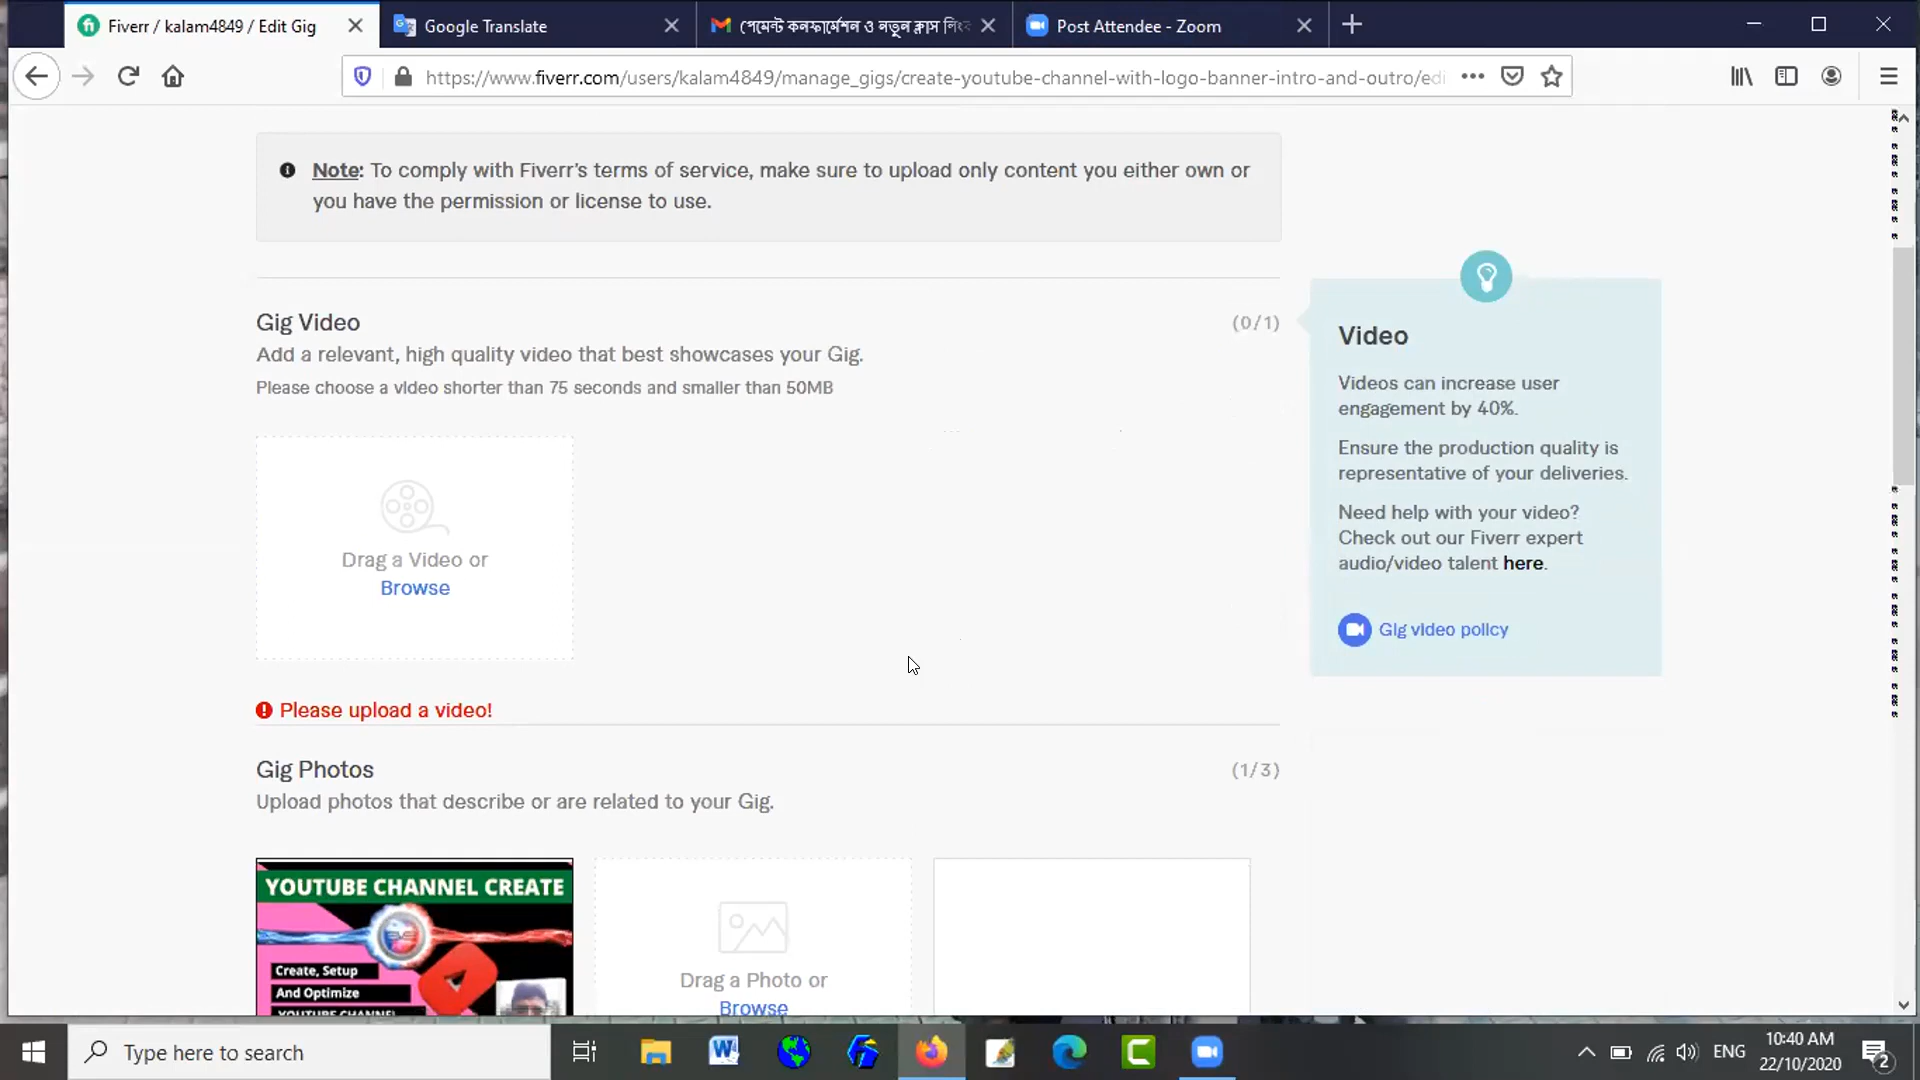 Fiverr / kalam4849 / Edit Gig
Google Translate
পেমেন্ট কনফার্মেশন ও নতুন ক্লাস লিংক
Post Attendee - Zoom
https://www.fiverr.com/users/kalam4849/manage_gigs/create-youtube-channel-with-logo-banner-intro-and-outro/edi
Note: To comply with Fiverr's terms of service, make sure to upload only content you either own or
you have the permission or license to use.
Gig Video
(0/1)
Add a relevant, high quality video that best showcases your Gig.
Please choose a video shorter than 75 seconds and smaller than 50MB
Drag a Video or
Browse
Please upload a video!
Video
Videos can increase user
engagement by 40%.
Ensure the production quality is
representative of your deliveries.
Need help with your video?
Check out our Fiverr expert
audio/video talent here.
Gig video policy
Gig Photos
(1/3)
Upload photos that describe or are related to your Gig.
YOUTUBE CHANNEL CREATE
Create, Setup
And Optimize
YOUTUBE CHANNEL
Drag a Photo or
Browse
Type here to search
ENG
10:40 AM
22/10/2020
2